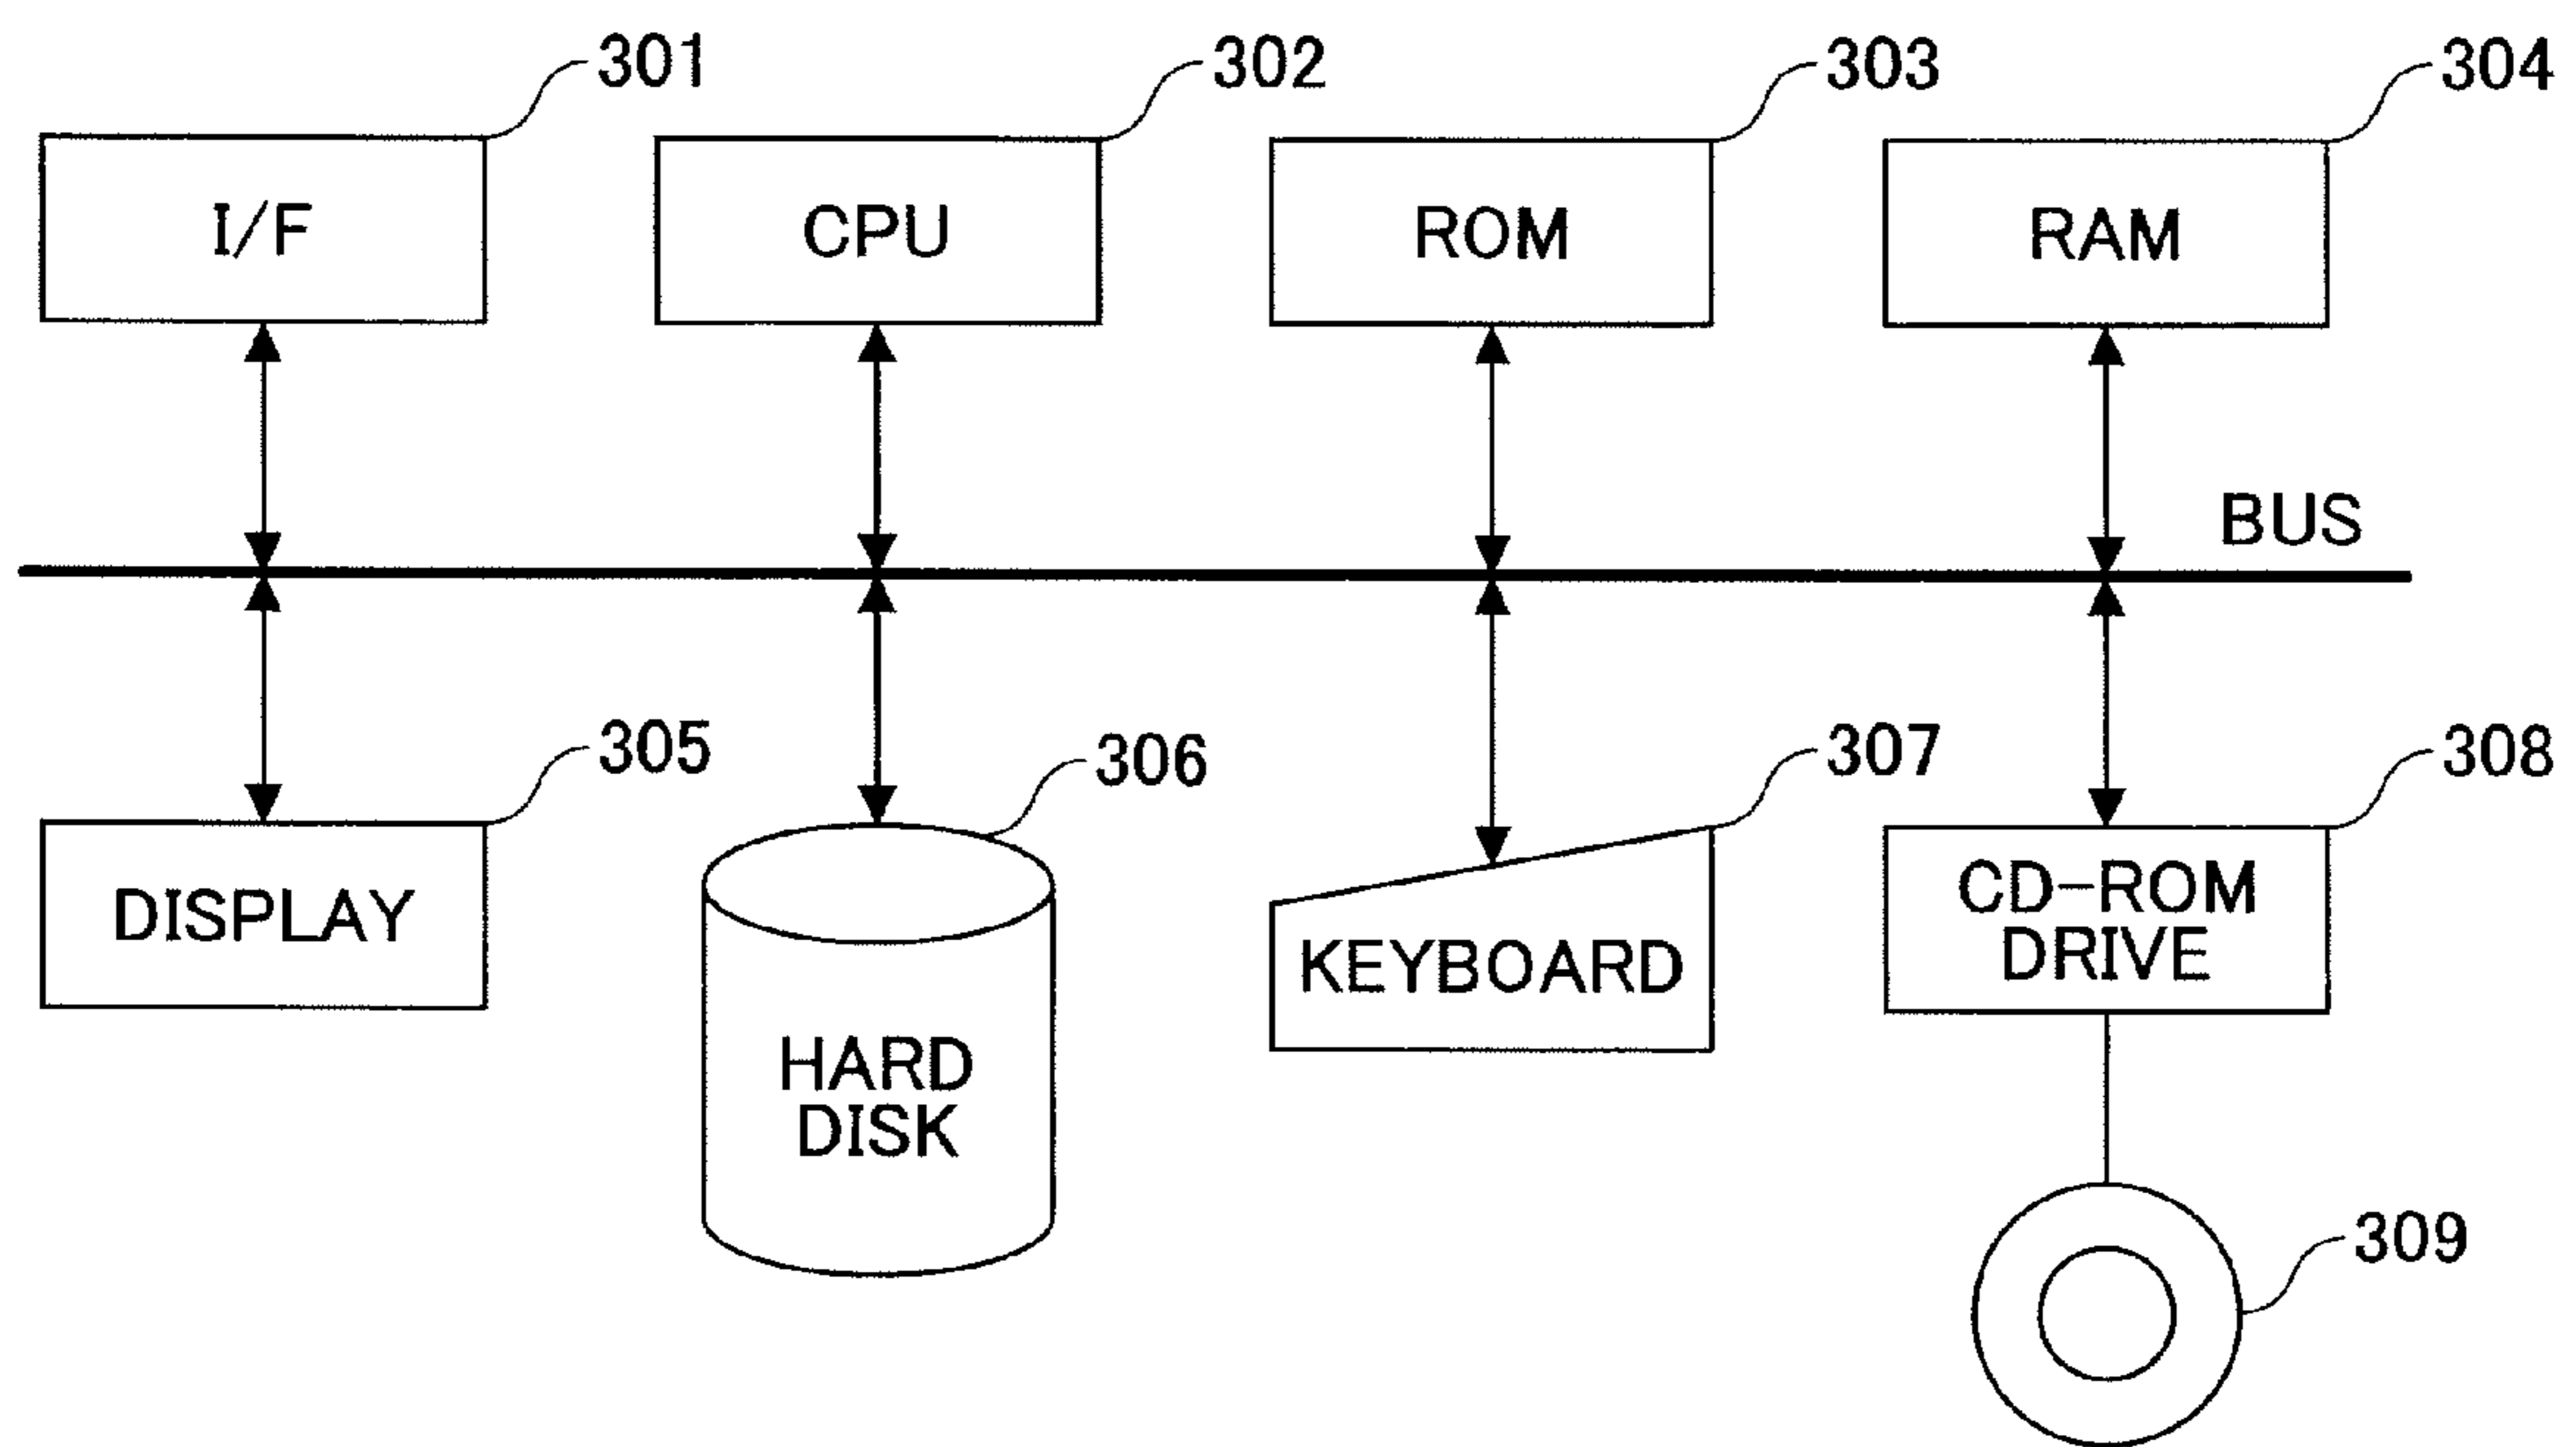 301
302
303
304
I/F
CPU
ROM
RAM
BUS
305
306
307
308
DISPLAY
HARD
DISK
KEYBOARD
CD-ROM
DRIVE
309